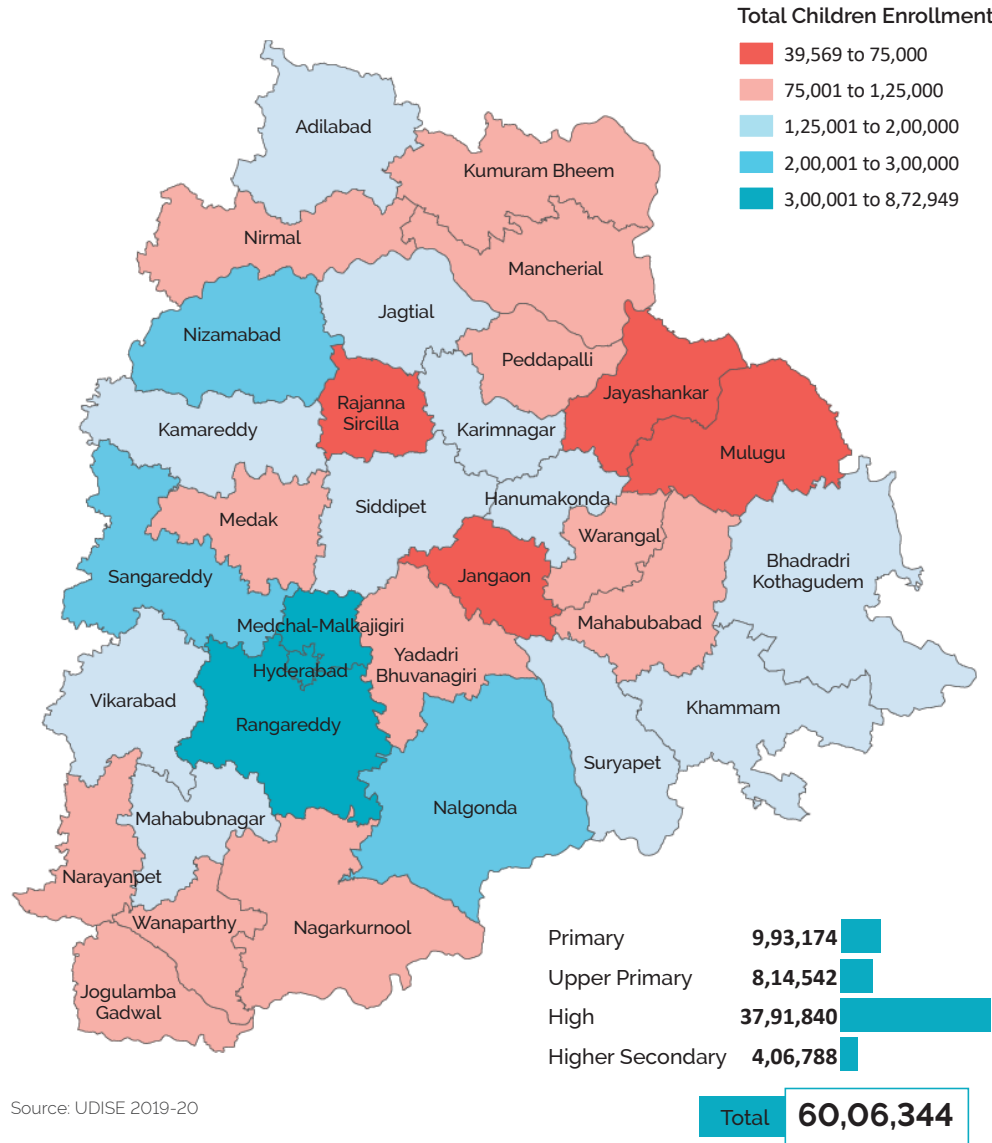 Total Children Enrollment
39,569 to 75,000
75,001 to 1,25,000
1,25,001 to 2,00,000
2,00,001 to 3,00,000
3,00,001 to 8,72,949
Adilabad
Kumuram Bheem
Nirmal
Mancherial
Jagtial
Nizamabad
Peddapalli
Jayashankar
Rajanna
Sircilla
Kamareddy
Karimnagar
Mulugu
Hanumakonda
Siddipet
Medak
Warangal
Bhadradri
Kothagudem
Sangareddy
Jangaon
Mahabubabad
Medchal-Malkajigiri
Yadadri
Bhuvanagiri
Hyderabad
Vikarabad
Rangareddy
Khammam
Suryapet
Nalgonda
Mahabubnagar
Narayanpet
Wanaparthy
Nagarkurnool
Jogulamba
Gadwal
Primary 9,93,174
Upper Primary 8,14,542
High 37,91,840
Higher Secondary 4,06,788
Total 60,06,344
Source: UDISE 2019-20